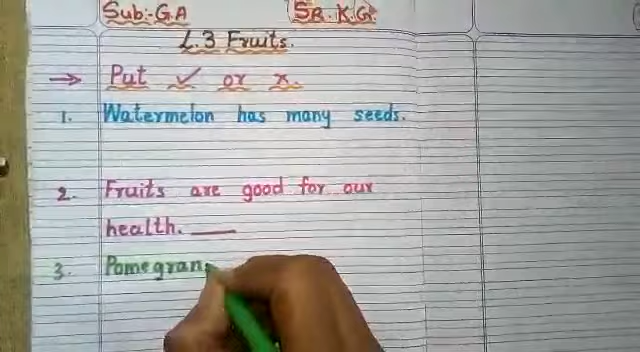 Sub:-G.A
SR. K.G.
L.3 Fruits.
→ Put ✓ or x.
1. Watermelon has many seeds.
2. Fruits are good for our
health. ___
3. Pomegran